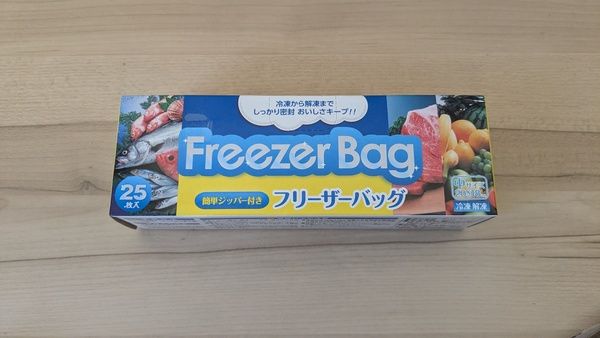 冷凍から解凍まで
しっかり密封 おいしさキープ!!
Freezer Bag
25
枚入
簡単ジッパー付き
フリーザーバッグ
冷凍 解凍